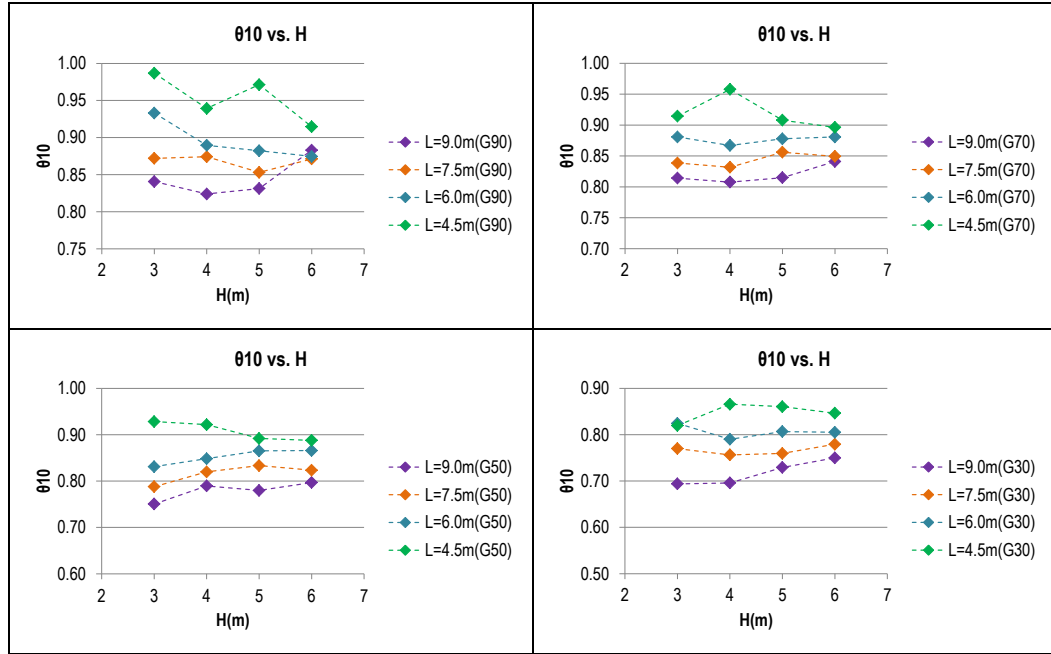 θ10 vs. H
1.00
0.95
0.90
0.85
0.80
0.75
θ10
2 3 4 5 6 7
H(m)
L=9.0m(G90)
L=7.5m(G90)
L=6.0m(G90)
L=4.5m(G90)
θ10 vs. H
1.00
0.95
0.90
0.85
0.80
0.75
0.70
θ10
2 3 4 5 6 7
H(m)
L=9.0m(G70)
L=7.5m(G70)
L=6.0m(G70)
L=4.5m(G70)
θ10 vs. H
1.00
0.90
0.80
0.70
0.60
θ10
2 3 4 5 6 7
H(m)
L=9.0m(G50)
L=7.5m(G50)
L=6.0m(G50)
L=4.5m(G50)
θ10 vs. H
0.90
0.80
0.70
0.60
0.50
θ10
2 3 4 5 6 7
H(m)
L=9.0m(G30)
L=7.5m(G30)
L=6.0m(G30)
L=4.5m(G30)